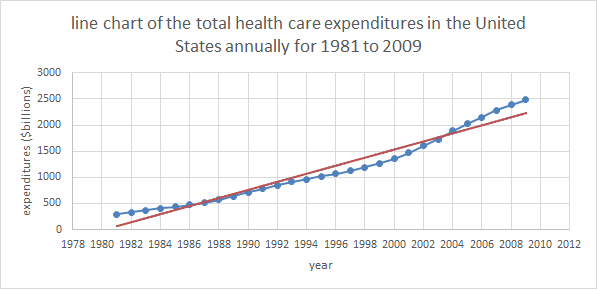 line chart of the total health care expenditures in the United
States annually for 1981 to 2009
expenditures ($billions)
3000
2500
2000
1500
1000
500
0
1978 1980 1982 1984 1986 1988 1990 1992 1994 1996 1998 2000 2002 2004 2006 2008 2010 2012
year